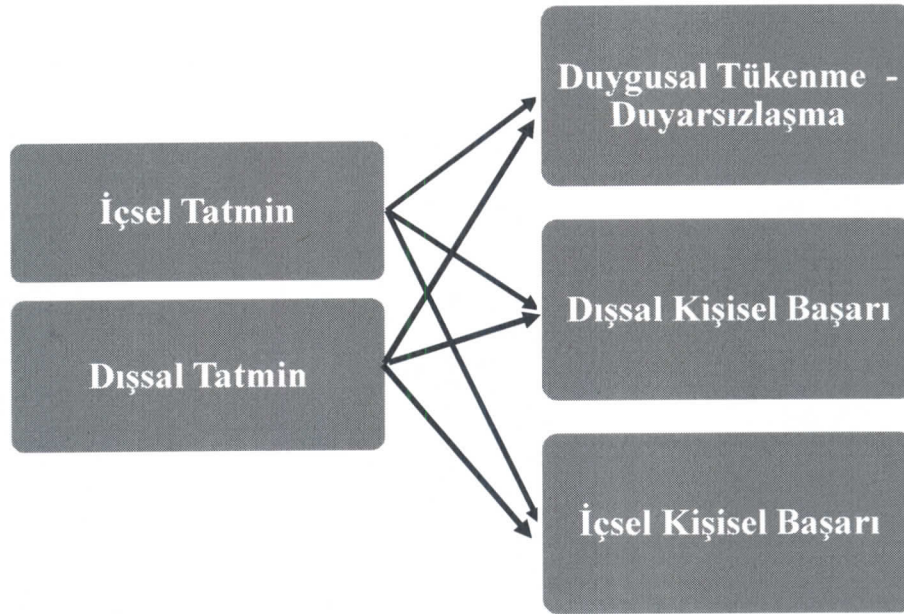 İçsel Tatmin
Dışsal Tatmin
Duygusal Tükenme -
Duyarsızlaşma
Dışsal Kişisel Başarı
İçsel Kişisel Başarı